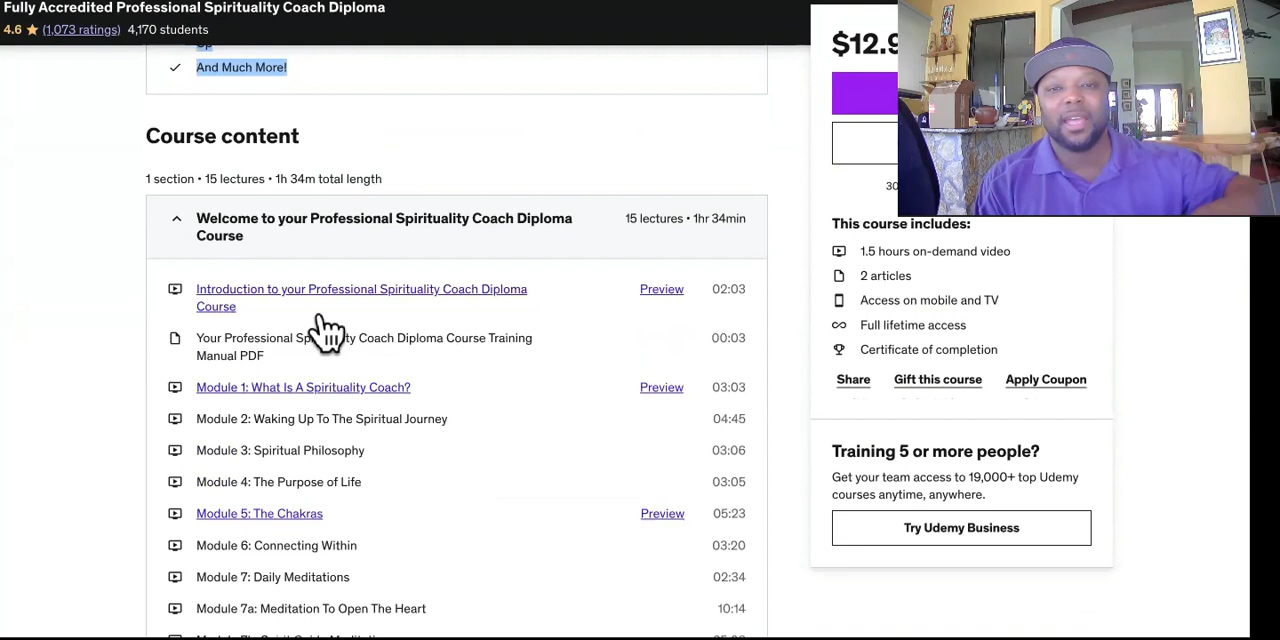 Fully Accredited Professional Spirituality Coach Diploma
4.6 (1,073 ratings) 4,170 students
Up
And Much More!
Course content
1 section • 15 lectures • 1h 34m total length
Welcome to your Professional Spirituality Coach Diploma Course 15 lectures • 1hr 34min
Introduction to your Professional Spirituality Coach Diploma Course Preview 02:03
Your Professional Coach Diploma Course Training Manual PDF 00:03
Module 1: What Is A Spirituality Coach? Preview 03:03
Module 2: Waking Up To The Spiritual Journey 04:45
Module 3: Spiritual Philosophy 03:06
Module 4: The Purpose of Life 03:05
Module 5: The Chakras Preview 05:23
Module 6: Connecting Within 03:20
Module 7: Daily Meditations 02:34
Module 7a: Meditation To Open The Heart 10:14
$12.9
30
This course includes:
1.5 hours on-demand video
2 articles
Access on mobile and TV
Full lifetime access
Certificate of completion
Share Gift this course Apply Coupon
Training 5 or more people?
Get your team access to 19,000+ top Udemy
courses anytime, anywhere.
Try Udemy Business